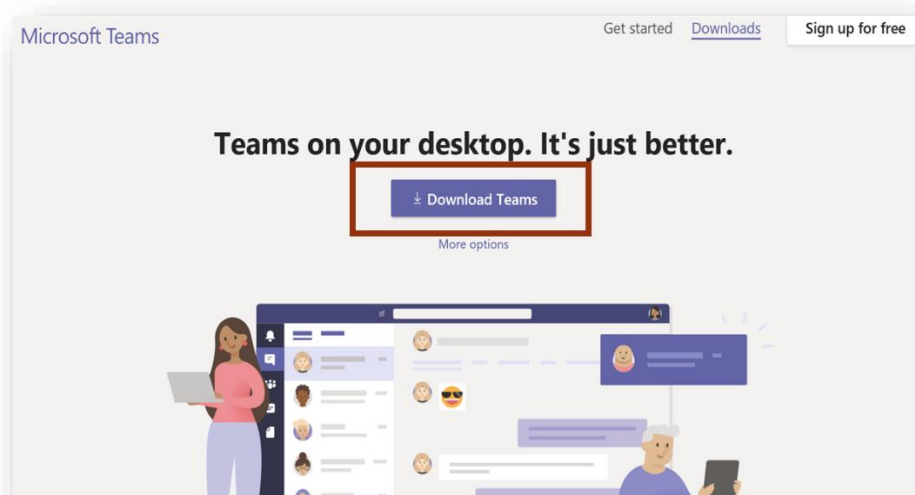 Microsoft Teams
Get started Downloads Sign up for free
Teams on your desktop. It's just better.
Download Teams
More options